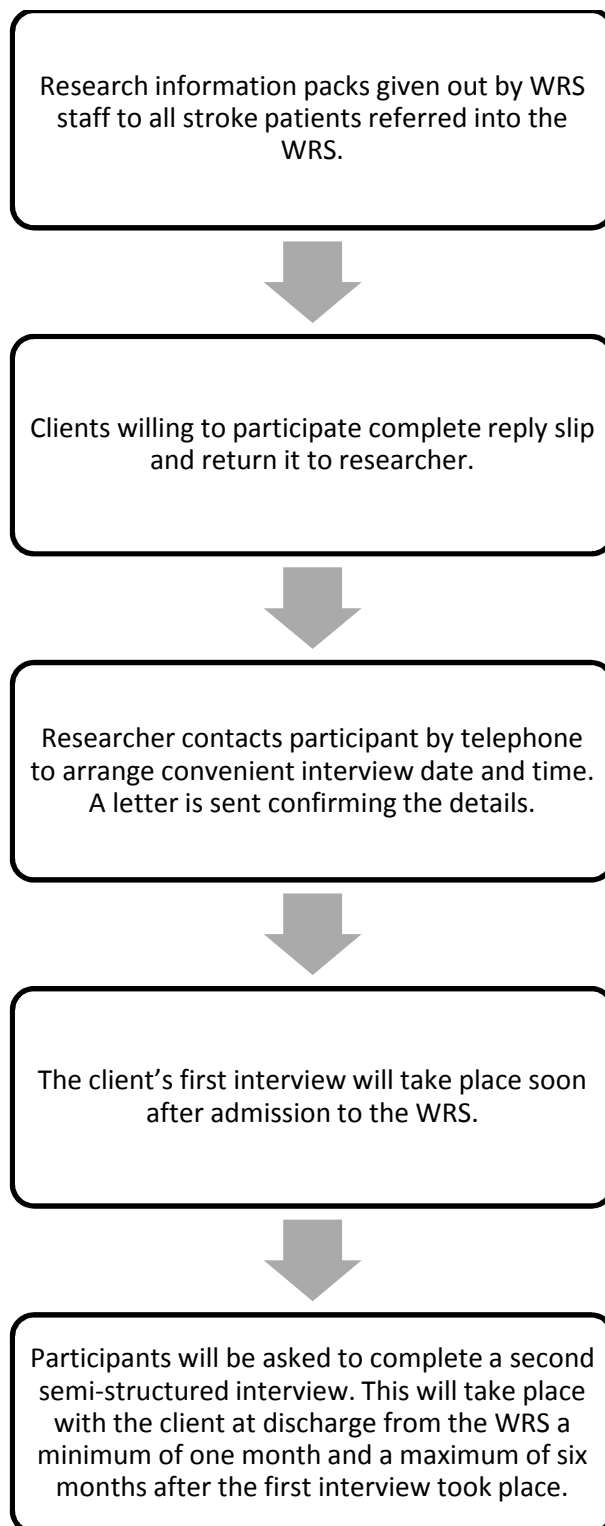 Research information packs given out by WRS
staff to all stroke patients referred into the
WRS.
Clients willing to participate complete reply slip
and return it to researcher.
Researcher contacts participant by telephone
to arrange convenient interview date and time.
A letter is sent confirming the details.
The client’s first interview will take place soon
after admission to the WRS.
Participants will be asked to complete a second
semi-structured interview. This will take place
with the client at discharge from the WRS a
minimum of one month and a maximum of six
months after the first interview took place.